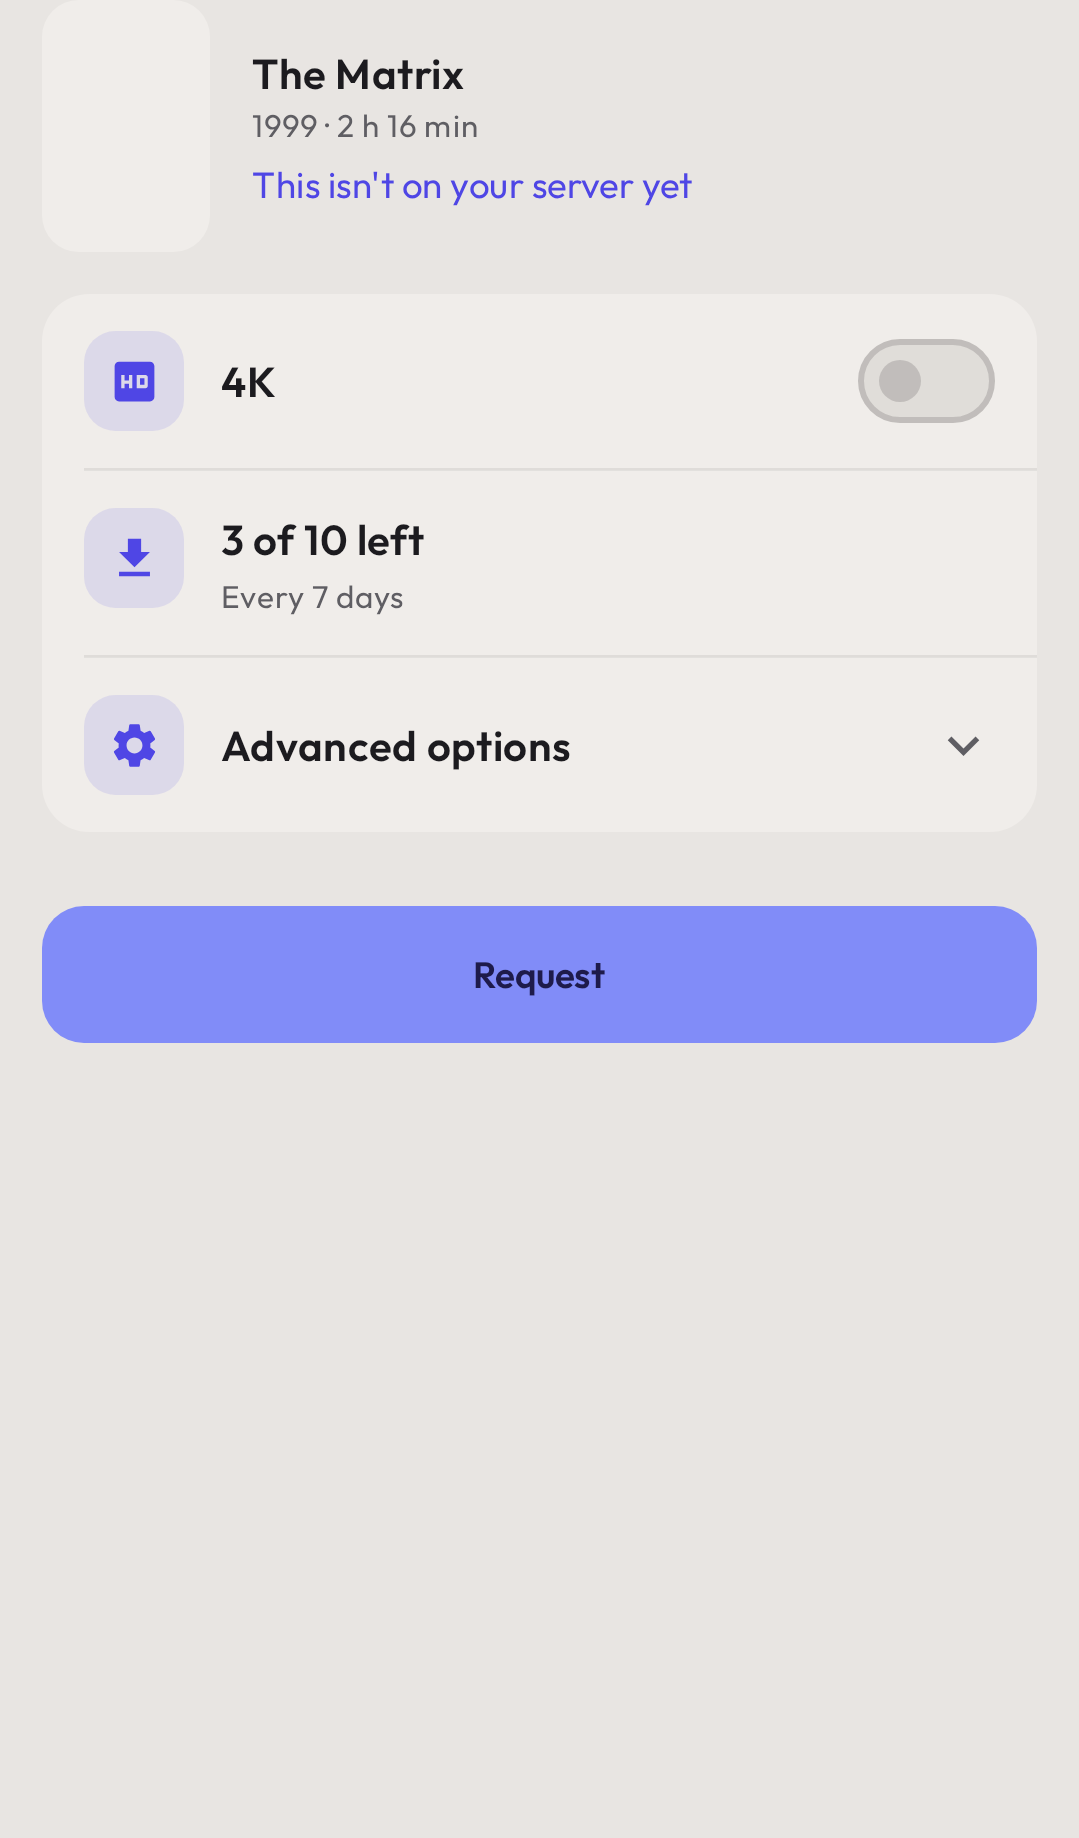 The Matrix
1999 · 2 h 16 min
This isn't on your server yet
HD
4K
3 of 10 left
Every 7 days
Advanced options
Request